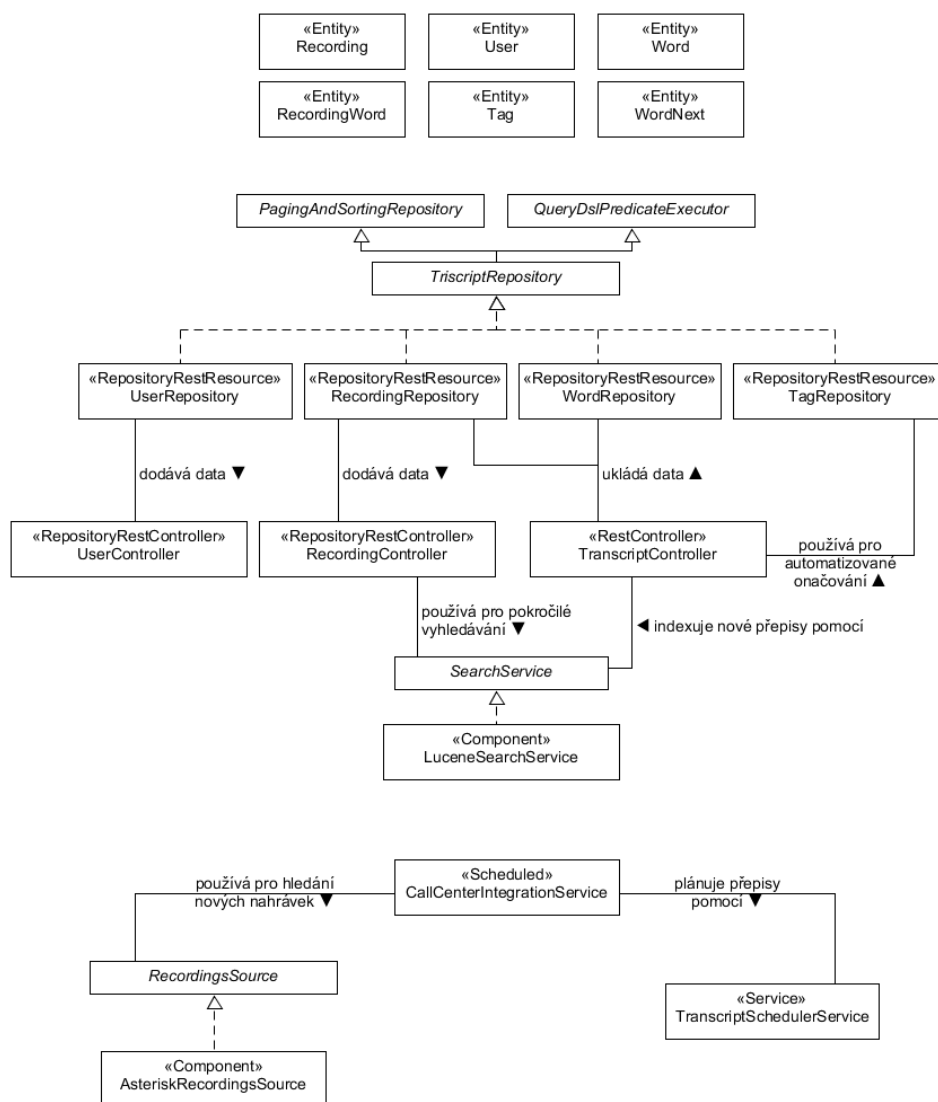 «Entity»
Recording
«Entity»
User
«Entity»
Word
«Entity»
RecordingWord
«Entity»
Tag
«Entity»
WordNext
PagingAndSortingRepository
QueryDslPredicateExecutor
TriscriptRepository
«RepositoryRestResource»
UserRepository
«RepositoryRestResource»
RecordingRepository
«RepositoryRestResource»
WordRepository
«RepositoryRestResource»
TagRepository
dodává data ▼
dodává data ▼
ukládá data ▲
«RepositoryRestController»
UserController
«RepositoryRestController»
RecordingController
«RestController»
TranscriptController
používá pro
automatizované
onačování ▲
používá pro pokročilé
vyhledávání ▼
◀ indexuje nové přepisy pomocí
SearchService
«Component»
LuceneSearchService
používá pro hledání
nových nahrávek ▼
«Scheduled»
CallCenterIntegrationService
plánuje přepisy
pomocí ▼
RecordingsSource
«Service»
TranscriptSchedulerService
«Component»
AsteriskRecordingsSource